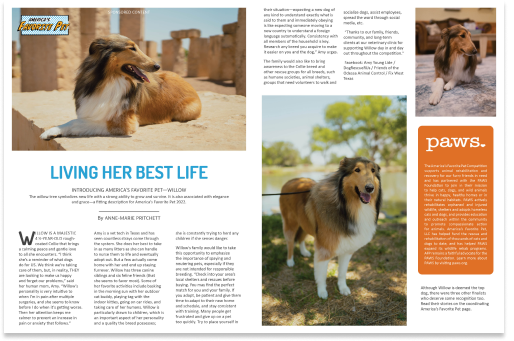 SPONSORED CONTENT
AMERICA'S
FAVORITE PET
LIVING HER BEST LIFE
INTRODUCING AMERICA'S FAVORITE PET—WILLOW
The willow tree symbolizes new life with a strong ability to grow and survive. It is also associated with elegance
and grace—a fitting description for America's Favorite Pet 2022.
By ANNE-MARIE PRITCHETT
WILLOW IS A MAJESTIC
4½-YEAR-OLD rough-
coated Collie that brings
a calming peace and gentle love
to all she encounters. "I think
she's a reminder of what dogs
do for US. We think we're taking
care of them, but, in reality, THEY
are looking to make us happy
and forget our problems," said
her human mom, Amy. "Willow's
personality is very intuitive to
when I'm in pain after multiple
surgeries, and she seems to know
before I do when it's getting worse.
Then her attention keeps me
calmer to prevent an increase in
pain or anxiety that follows."
Amy is a vet tech in Texas and
has seen countless dogs come through
the system. She does her best to take
in as many litters as she can handle
to nurse them to life and eventually
adopt out. But a few actually come
home with her and end up staying
furever. Willow has three canine
siblings and six feline friends (that
she seems to favor more). Some of
her favorite activities include basking
in the morning sun with her outdoor
cat buddy, playing tag with the
indoor kitties, going on car rides, and
taking care of her humans. Willow is
particularly drawn to children, which is
an important aspect of her personality
and a quality the breed possesses;
she is constantly trying to herd any
children if she senses danger.
Willow's family would like to take
this opportunity to emphasize
the importance of spaying and
neutering pets, especially if they
are not intended for responsible
breeding. "Check into your area's
local shelters and rescues before
buying. You may find the perfect
match for you and your family. If
you adopt, be patient and give them
time to adapt to their new home
and schedule, and stay consistent
with training. Many people get
frustrated and give up on a pet
too quickly. Try to place yourself in
their situation—expecting a new dog of
any kind to understand exactly what is
said to them and immediately obeying
is like expecting someone moving to a
new country to understand a foreign
language automatically. Consistency with
all members of the household is key.
Research any breed you acquire to make
it easier on you and the dog," Amy urges.
The family would also like to bring
awareness to the Collie breed and
other rescue groups for all breeds, such
as humane societies, animal shelters,
groups that need volunteers to walk and
socialize dogs, assist employees,
spread the word through social
media, etc.
"Thanks to our family, friends,
community, and long-term
clients at our veterinary clinic for
supporting Willow day in and day
out throughout the competition."
paws.
Although Willow is deemed the top
dog, there were three other finalists
who deserve some recognition too.
Read their stories on the coordinating
America's Favorite Pet page.